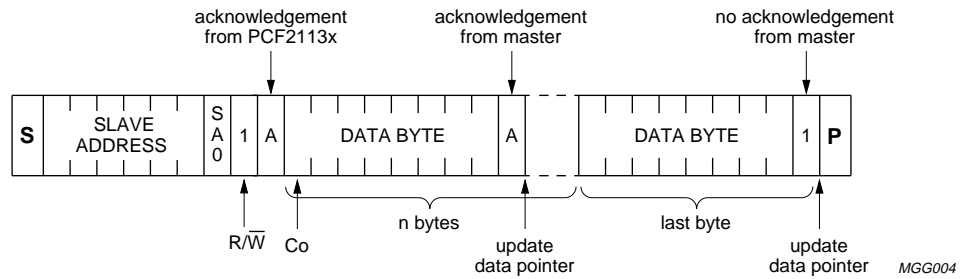 acknowledgement
from PCF2113x
acknowledgement
from master
no acknowledgement
from master
S
SLAVE
ADDRESS
S
A
0
1
A
DATA BYTE
A
DATA BYTE
1
P
R/W̅
Co
n bytes
update
data pointer
last byte
update
data pointer
MGG004